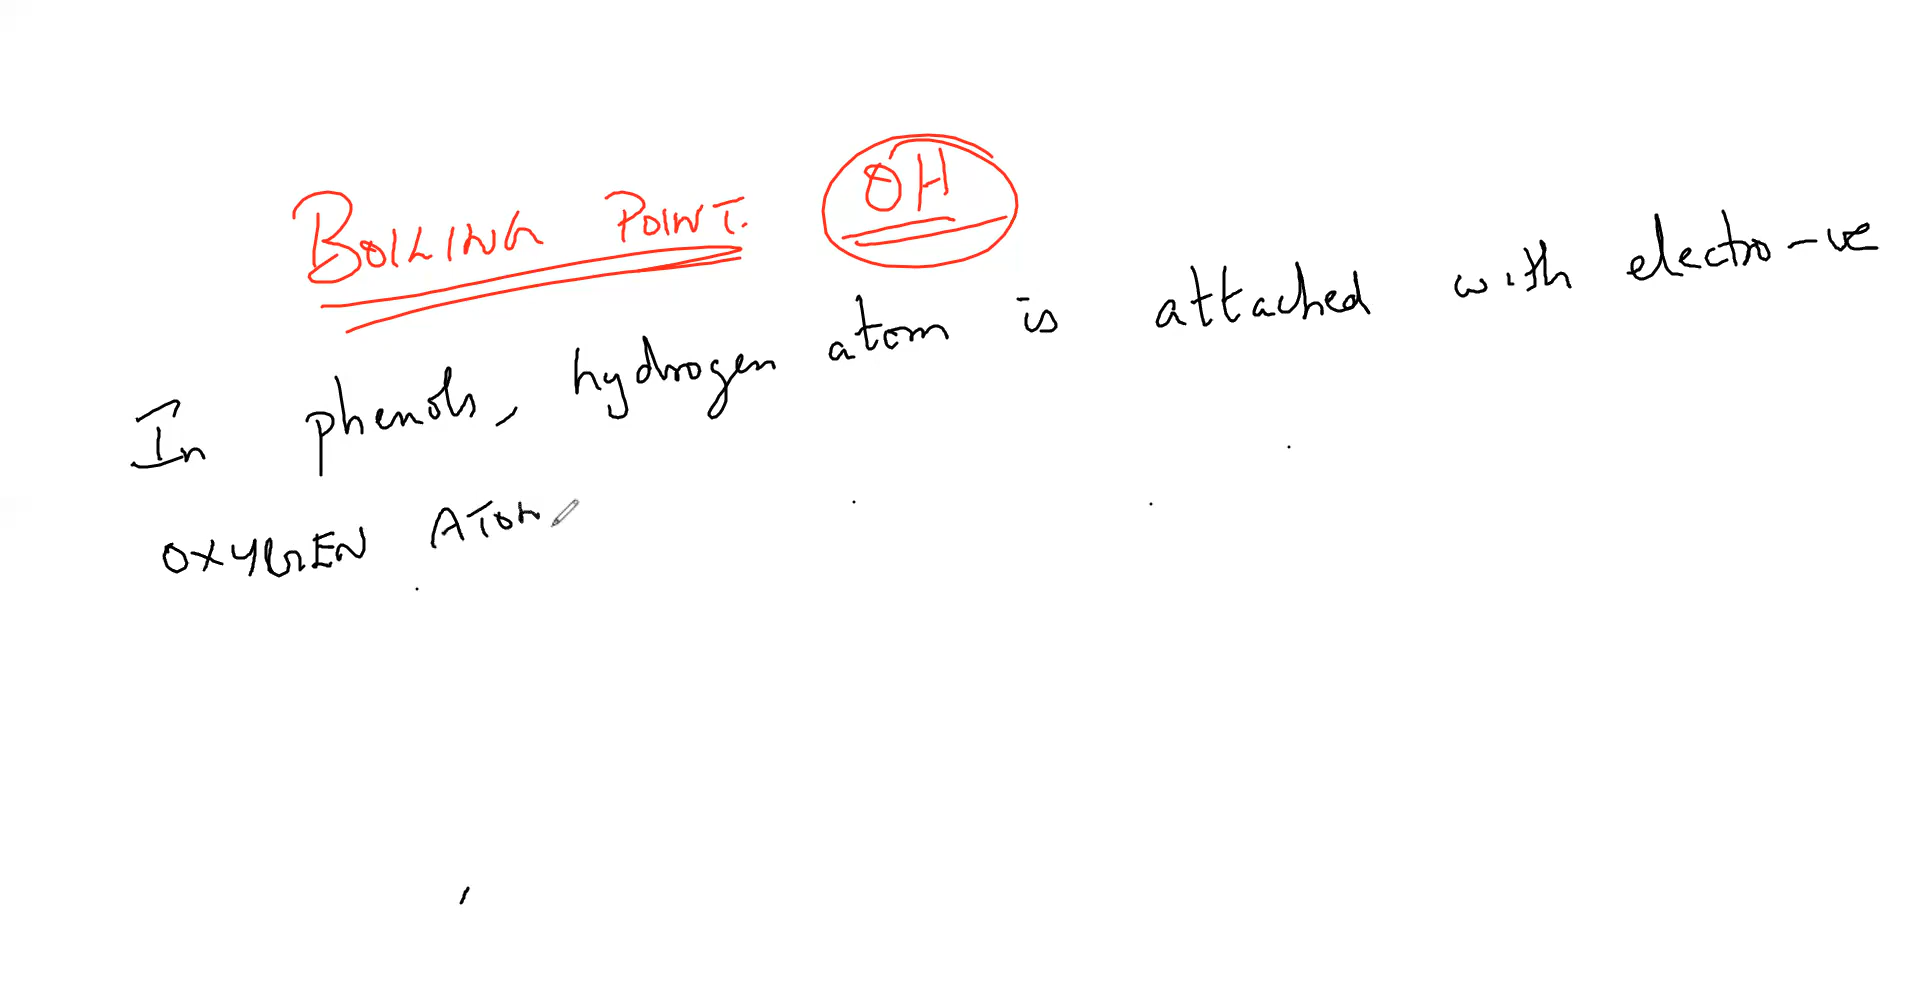 BOILING POINT. OH
In phenols, hydrogen atom is attached with electro-ve
OXYGEN ATOM